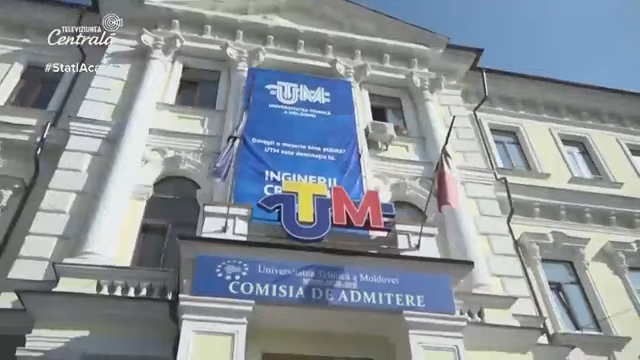 TELEVIZIUNEA
Centrală
#StatiAca
UTM
UNIVERSITATEA TEHNICĂ
A MOLDOVEI
Dorești o meserie bine plătită?
UTM este destinația ta.
INGINERII
UTM
Universitatea Tehnică a Moldovei
COMISIA DE ADMITERE